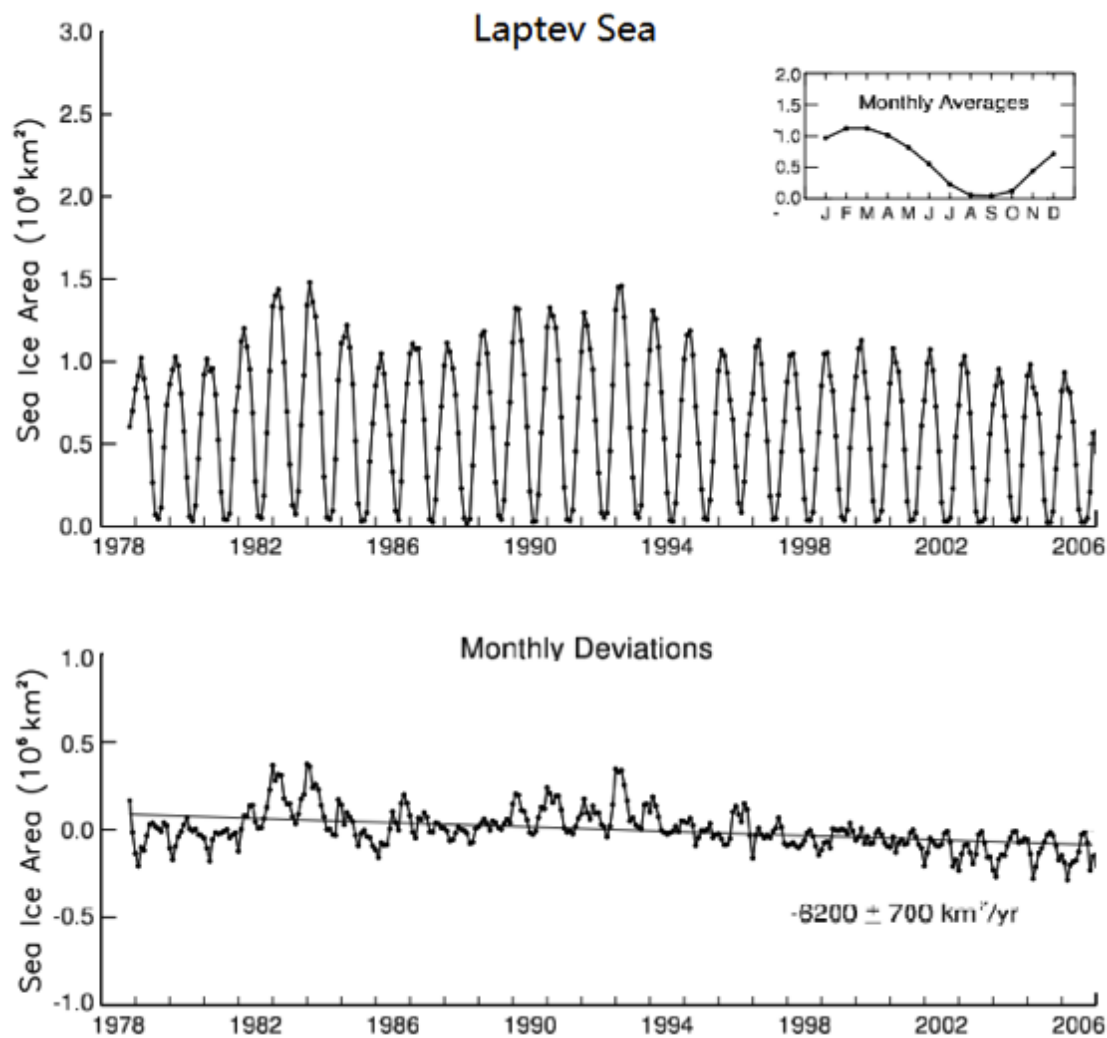 Laptev Sea
3.0
2.5
2.0
1.5
1.0
0.5
0.0
Sea Ice Area (10⁶ km²)
Monthly Averages
2.0
1.5
1.0
0.5
0.0
J F M A M J J A S O N D
1978 1982 1986 1990 1994 1998 2002 2006
Monthly Deviations
1.0
0.5
0.0
-0.5
-1.0
Sea Ice Area (10⁶ km²)
± 700 km²/yr
1978 1982 1986 1990 1994 1998 2002 2006